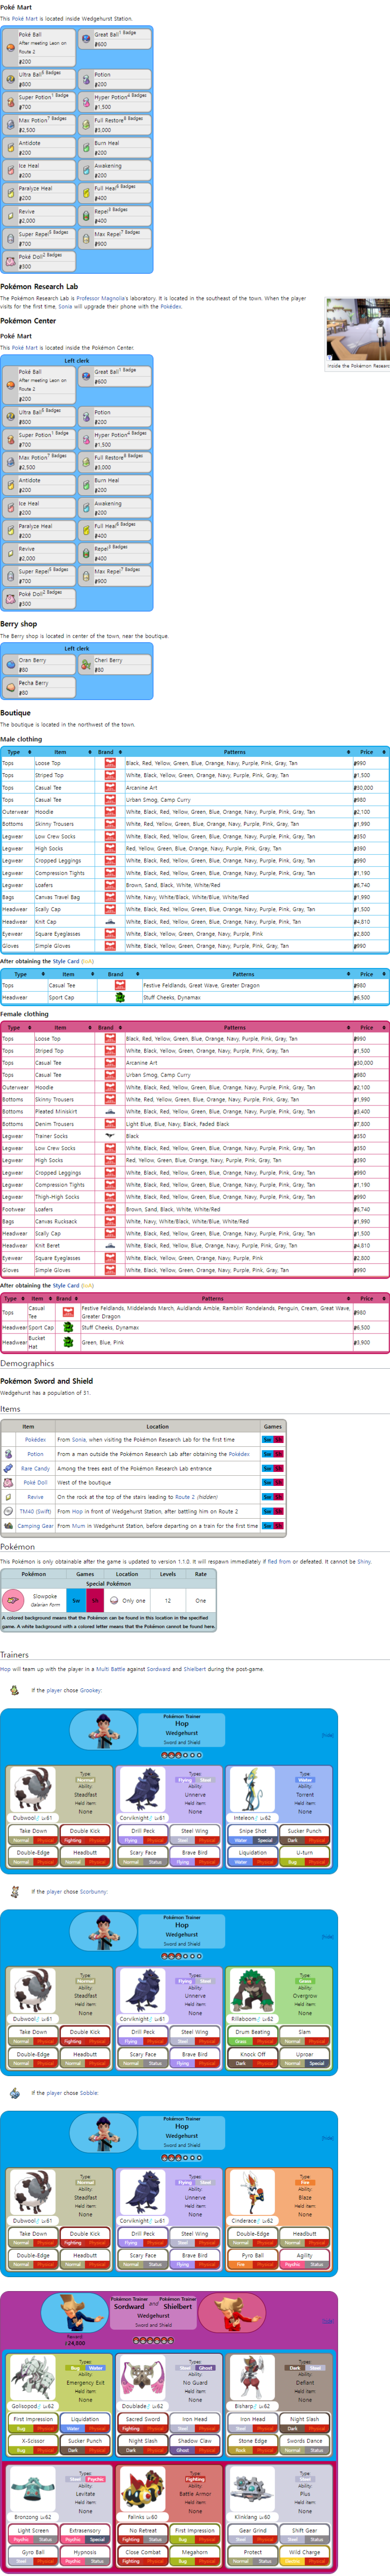 Poké Mart
This Poké Mart is located inside Wedgehurst Station.
Poké Ball
After meeting Leon on
Route 2
₽200
Great Ball 1 Badge
₽600
Ultra Ball 5 Badges
₽800
Potion
₽200
Super Potion 1 Badge
₽700
Hyper Potion 4 Badges
₽1,500
Max Potion 7 Badges
₽2,500
Full Restore 8 Badges
₽3,000
Antidote
₽200
Burn Heal
₽200
Ice Heal
₽200
Awakening
₽200
Paralyze Heal
₽200
Full Heal 6 Badges
₽400
Revive
₽2,000
Repel 3 Badges
₽400
Super Repel 6 Badges
₽700
Max Repel 7 Badges
₽900
Poké Doll 2 Badges
₽300
Pokémon Research Lab
The Pokémon Research Lab is Professor Magnolia's laboratory. It is located in the southeast of the town. When the player
visits for the first time, Sonia will upgrade their phone with the Pokédex.
Inside the Pokémon Researc
Pokémon Center
Poké Mart
This Poké Mart is located inside the Pokémon Center.
Left clerk
Poké Ball
After meeting Leon on
Route 2
₽200
Great Ball 1 Badge
₽600
Ultra Ball 5 Badges
₽800
Potion
₽200
Super Potion 1 Badge
₽700
Hyper Potion 4 Badges
₽1,500
Max Potion 7 Badges
₽2,500
Full Restore 8 Badges
₽3,000
Antidote
₽200
Burn Heal
₽200
Ice Heal
₽200
Awakening
₽200
Paralyze Heal
₽200
Full Heal 6 Badges
₽400
Revive
₽2,000
Repel 3 Badges
₽400
Super Repel 6 Badges
₽700
Max Repel 7 Badges
₽900
Poké Doll 2 Badges
₽300
Berry shop
The Berry shop is located in center of the town, near the boutique.
Left clerk
Oran Berry
₽80
Cheri Berry
₽80
Pecha Berry
₽80
Boutique
The boutique is located in the northwest of the town.
Male clothing
Type Item Brand Patterns Price
Tops Loose Top Black, Red, Yellow, Green, Blue, Orange, Navy, Purple, Pink, Gray, Tan ₽990
Tops Striped Top White, Black, Yellow, Green, Orange, Navy, Purple, Pink, Gray, Tan ₽1,500
Tops Casual Tee Arcanine Art ₽30,000
Tops Casual Tee Urban Smog, Camp Curry ₽980
Outerwear Hoodie White, Black, Red, Yellow, Green, Blue, Orange, Navy, Purple, Pink, Gray, Tan ₽2,100
Bottoms Skinny Trousers White, Red, Yellow, Green, Blue, Orange, Navy, Purple, Pink, Gray, Tan ₽1,990
Legwear Low Crew Socks White, Black, Red, Yellow, Green, Blue, Orange, Navy, Purple, Pink, Gray, Tan ₽350
Legwear High Socks Red, Yellow, Green, Blue, Orange, Navy, Purple, Pink, Gray, Tan ₽390
Legwear Cropped Leggings White, Black, Red, Yellow, Green, Blue, Orange, Navy, Purple, Pink, Gray, Tan ₽990
Legwear Compression Tights White, Black, Red, Yellow, Green, Blue, Orange, Navy, Purple, Pink, Gray, Tan ₽1,190
Legwear Loafers Brown, Sand, Black, White, White/Red ₽6,740
Bags Canvas Travel Bag White, Navy, White/Black, White/Blue, White/Red ₽1,990
Headwear Scally Cap White, Black, Red, Yellow, Green, Blue, Orange, Navy, Purple, Pink, Gray, Tan ₽1,500
Headwear Knit Cap White, Black, Red, Yellow, Green, Blue, Orange, Navy, Purple, Pink, Gray, Tan ₽4,810
Eyewear Square Eyeglasses White, Black, Yellow, Green, Orange, Navy, Purple, Pink ₽2,800
Gloves Simple Gloves White, Black, Yellow, Green, Orange, Navy, Purple, Pink, Gray, Tan ₽990
After obtaining the Style Card (IoA)
Type Item Brand Patterns Price
Tops Casual Tee Festive Feldlands, Great Wave, Greater Dragon ₽980
Headwear Sport Cap Stuff Cheeks, Dynamax ₽6,500
Female clothing
Type Item Brand Patterns Price
Tops Loose Top Black, Red, Yellow, Green, Blue, Orange, Navy, Purple, Pink, Gray, Tan ₽990
Tops Striped Top White, Black, Yellow, Green, Orange, Navy, Purple, Pink, Gray, Tan ₽1,500
Tops Casual Tee Arcanine Art ₽30,000
Tops Casual Tee Urban Smog, Camp Curry ₽980
Outerwear Hoodie White, Black, Red, Yellow, Green, Blue, Orange, Navy, Purple, Pink, Gray, Tan ₽2,100
Bottoms Skinny Trousers White, Red, Yellow, Green, Blue, Orange, Navy, Purple, Pink, Gray, Tan ₽1,990
Bottoms Pleated Miniskirt White, Black, Red, Yellow, Green, Blue, Orange, Navy, Purple, Pink, Gray, Tan ₽3,400
Bottoms Denim Trousers Light Blue, Blue, Navy, Black, Faded Black ₽7,800
Legwear Trainer Socks Black ₽350
Legwear Low Crew Socks White, Black, Red, Yellow, Green, Blue, Orange, Navy, Purple, Pink, Gray, Tan ₽350
Legwear High Socks Red, Yellow, Green, Blue, Orange, Navy, Purple, Pink, Gray, Tan ₽390
Legwear Cropped Leggings White, Black, Red, Yellow, Green, Blue, Orange, Navy, Purple, Pink, Gray, Tan ₽990
Legwear Compression Tights White, Black, Red, Yellow, Green, Blue, Orange, Navy, Purple, Pink, Gray, Tan ₽1,190
Legwear Thigh-High Socks White, Black, Red, Yellow, Green, Blue, Orange, Navy, Purple, Pink, Gray, Tan ₽990
Footwear Loafers Brown, Sand, Black, White, White/Red ₽6,740
Bags Canvas Rucksack White, Navy, White/Black, White/Blue, White/Red ₽1,990
Headwear Scally Cap White, Black, Red, Yellow, Green, Blue, Orange, Navy, Purple, Pink, Gray, Tan ₽1,500
Headwear Knit Beret White, Black, Red, Yellow, Blue, Orange, Navy, Purple, Pink, Gray, Tan ₽4,810
Eyewear Square Eyeglasses White, Black, Yellow, Green, Orange, Navy, Purple, Pink ₽2,800
Gloves Simple Gloves White, Black, Yellow, Green, Orange, Navy, Purple, Pink, Gray, Tan ₽990
After obtaining the Style Card (IoA)
Type Item Brand Patterns Price
Tops Casual Tee Festive Feldlands, Middlelands March, Auldlands Amble, Ramblin' Rondelands, Penguin, Cream, Great Wave, Greater Dragon ₽980
Headwear Sport Cap Stuff Cheeks, Dynamax ₽6,500
Headwear Bucket Hat Green, Blue, Pink ₽3,900
Demographics
Pokémon Sword and Shield
Wedgehurst has a population of 31.
Items
Item Location Games
Pokédex From Sonia, when visiting the Pokémon Research Lab for the first time Sw Sh
Potion From a man outside the Pokémon Research Lab after obtaining the Pokédex Sw Sh
Rare Candy Among the trees east of the Pokémon Research Lab entrance Sw Sh
Poké Doll West of the boutique Sw Sh
Revive On the rock at the top of the stairs leading to Route 2 (hidden) Sw Sh
TM40 (Swift) From Hop in front of Wedgehurst Station, after battling him on Route 2 Sw Sh
Camping Gear From Mum in Wedgehurst Station, before departing on a train for the first time Sw Sh
Pokémon
This Pokémon is only obtainable after the game is updated to version 1.1.0. It will respawn immediately if fled from or defeated. It cannot be Shiny.
Pokémon Games Location Levels Rate
Special Pokémon
Slowpoke
Galarian Form
Sw Sh Only one 12 One
A colored background means that the Pokémon can be found in this location in the specified
game. A white background with a colored letter means that the Pokémon cannot be found here.
Trainers
Hop will team up with the player in a Multi Battle against Sordward and Shielbert during the post-game.
If the player chose Grookey:
Pokémon Trainer
Hop
Wedgehurst
Sword and Shield
[hide]
Type:
Normal
Ability:
Steadfast
Held item:
None
Dubwool♂ Lv.61
Take Down
Normal Physical
Double Kick
Fighting Physical
Double-Edge
Normal Physical
Headbutt
Normal Physical
Types:
Flying Steel
Ability:
Unnerve
Held item:
None
Corviknight♂ Lv.61
Drill Peck
Flying Physical
Steel Wing
Steel Physical
Scary Face
Normal Status
Brave Bird
Flying Physical
Type:
Water
Ability:
Torrent
Held item:
None
Inteleon♂ Lv.62
Snipe Shot
Water Special
Sucker Punch
Dark Physical
Liquidation
Water Physical
U-turn
Bug Physical
If the player chose Scorbunny:
Pokémon Trainer
Hop
Wedgehurst
Sword and Shield
[hide]
Type:
Normal
Ability:
Steadfast
Held item:
None
Dubwool♂ Lv.61
Take Down
Normal Physical
Double Kick
Fighting Physical
Double-Edge
Normal Physical
Headbutt
Normal Physical
Types:
Flying Steel
Ability:
Unnerve
Held item:
None
Corviknight♂ Lv.61
Drill Peck
Flying Physical
Steel Wing
Steel Physical
Scary Face
Normal Status
Brave Bird
Flying Physical
Type:
Grass
Ability:
Overgrow
Held item:
None
Rillaboom♂ Lv.62
Drum Beating
Grass Physical
Slam
Normal Physical
Knock Off
Dark Physical
Uproar
Normal Special
If the player chose Sobble:
Pokémon Trainer
Hop
Wedgehurst
Sword and Shield
[hide]
Type:
Normal
Ability:
Steadfast
Held item:
None
Dubwool♂ Lv.61
Take Down
Normal Physical
Double Kick
Fighting Physical
Double-Edge
Normal Physical
Headbutt
Normal Physical
Types:
Flying Steel
Ability:
Unnerve
Held item:
None
Corviknight♂ Lv.61
Drill Peck
Flying Physical
Steel Wing
Steel Physical
Scary Face
Normal Status
Brave Bird
Flying Physical
Type:
Fire
Ability:
Blaze
Held item:
None
Cinderace♂ Lv.62
Double-Edge
Normal Physical
Headbutt
Normal Physical
Pyro Ball
Fire Physical
Agility
Psychic Status
Pokémon Trainer Pokémon Trainer
Sordward and Shielbert
Wedgehurst
Sword and Shield
Reward:
₽24,800
[hide]
Types:
Bug Water
Ability:
Emergency Exit
Held item:
None
Golisopod♂ Lv.62
First Impression
Bug Physical
Liquidation
Water Physical
X-Scissor
Bug Physical
Sucker Punch
Dark Physical
Types:
Steel Ghost
Ability:
No Guard
Held item:
None
Doublade♂ Lv.62
Sacred Sword
Fighting Physical
Iron Head
Steel Physical
Night Slash
Dark Physical
Shadow Claw
Ghost Physical
Types:
Dark Steel
Ability:
Defiant
Held item:
None
Bisharp♂ Lv.62
Iron Head
Steel Physical
Night Slash
Dark Physical
Stone Edge
Rock Physical
Swords Dance
Normal Status
Types:
Steel Psychic
Ability:
Levitate
Held item:
None
Bronzong Lv.62
Light Screen
Psychic Status
Extrasensory
Psychic Special
Gyro Ball
Steel Physical
Hypnosis
Psychic Status
Type:
Fighting
Ability:
Battle Armor
Held item:
None
Falinks Lv.60
No Retreat
Fighting Status
First Impression
Bug Physical
Close Combat
Fighting Physical
Megahorn
Bug Physical
Type:
Steel
Ability:
Plus
Held item:
None
Klinklang Lv.60
Gear Grind
Steel Physical
Shift Gear
Steel Status
Protect
Normal Status
Wild Charge
Electric Physical